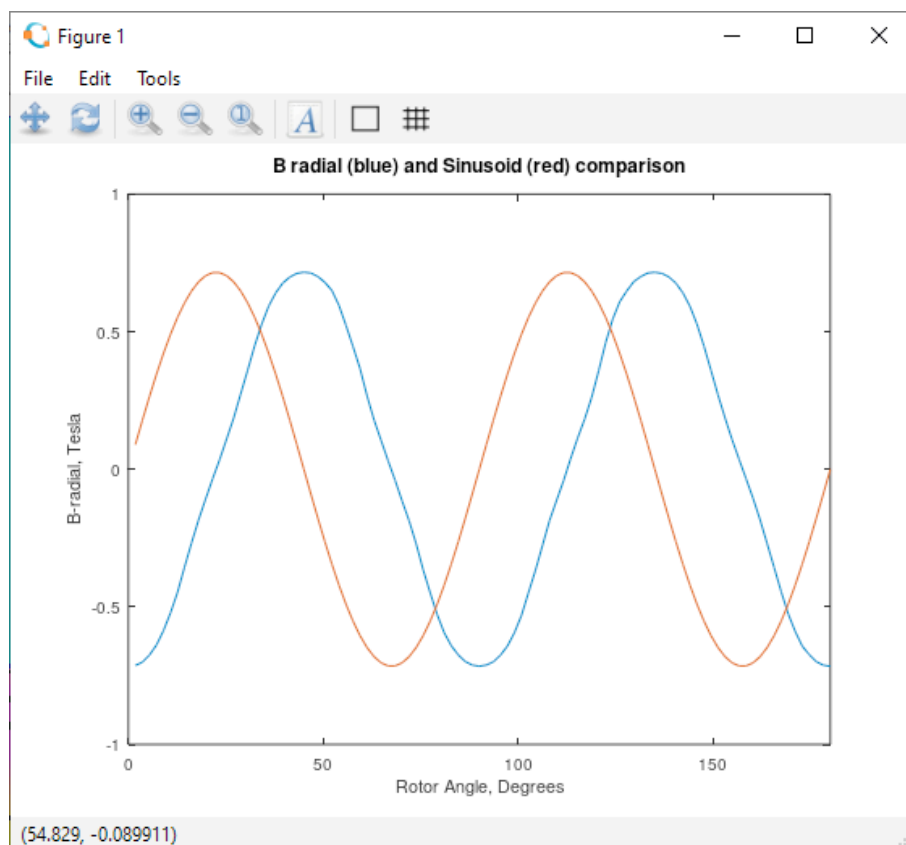 Figure 1
File Edit Tools
A
B radial (blue) and Sinusoid (red) comparison
1
0.5
0
-0.5
-1
B-radial, Tesla
0 50 100 150
Rotor Angle, Degrees
(54.829, -0.089911)